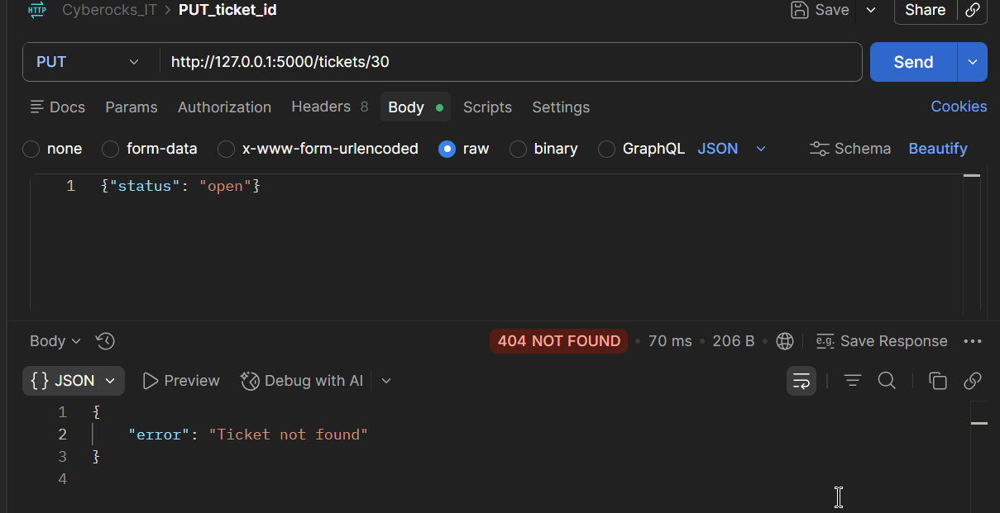 HTTP Cyberocks_IT > PUT_ticket_id Save Share
PUT http://127.0.0.1:5000/tickets/30 Send
Docs Params Authorization Headers 8 Body Scripts Settings Cookies
none form-data x-www-form-urlencoded raw binary GraphQL JSON Schema Beautify
1 {"status": "open"}
Body 404 NOT FOUND • 70 ms • 206 B • e.g. Save Response
{} JSON Preview Debug with AI
1 {
2 "error": "Ticket not found"
3 }
4